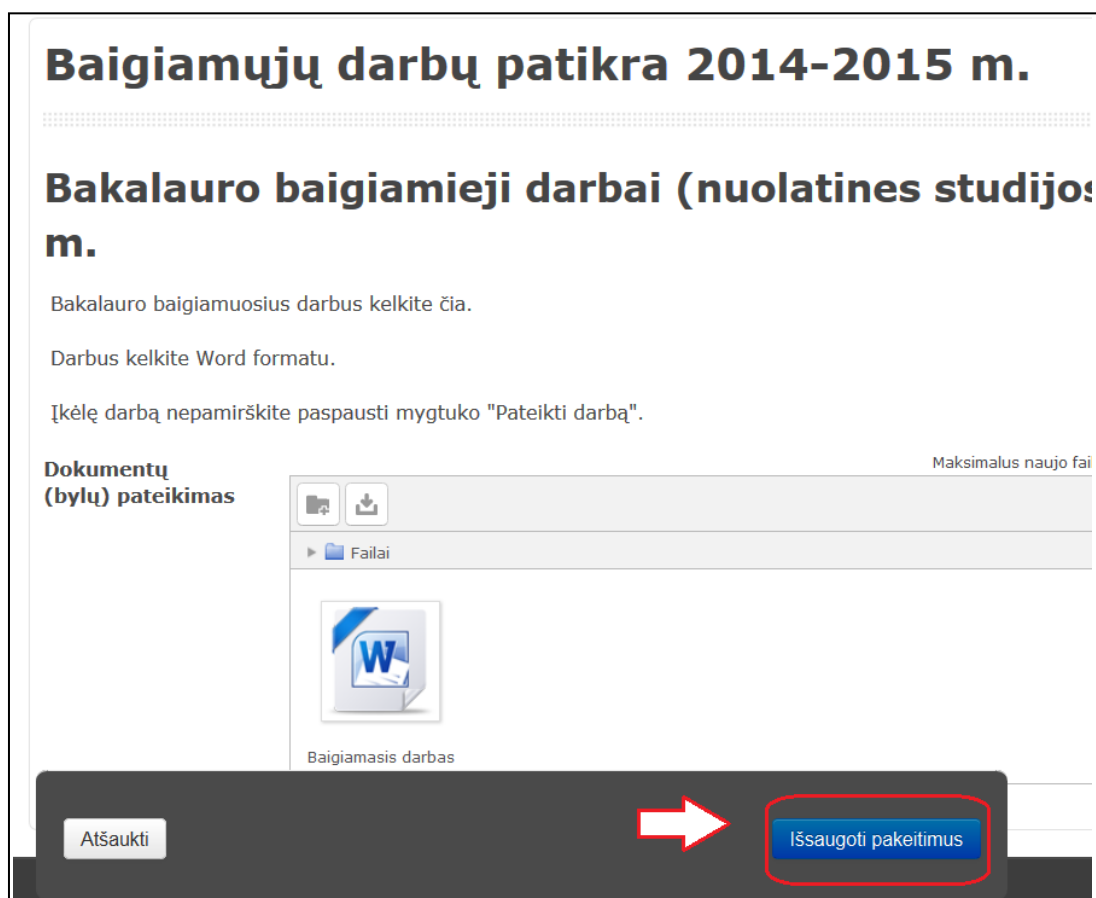 Baigiamųjų darbų patikra 2014-2015 m.
Bakalauro baigiamieji darbai (nuolatines studijos
m.
Bakalauro baigiamuosius darbus kelkite čia.
Darbus kelkite Word formatu.
Įkėlę darbą nepamirškite paspausti mygtuko "Pateikti darbą".
Maksimalus naujo fai
Dokumentų
(bylų) pateikimas
Failai
W
Baigiamasis darbas
Atšaukti
Išsaugoti pakeitimus